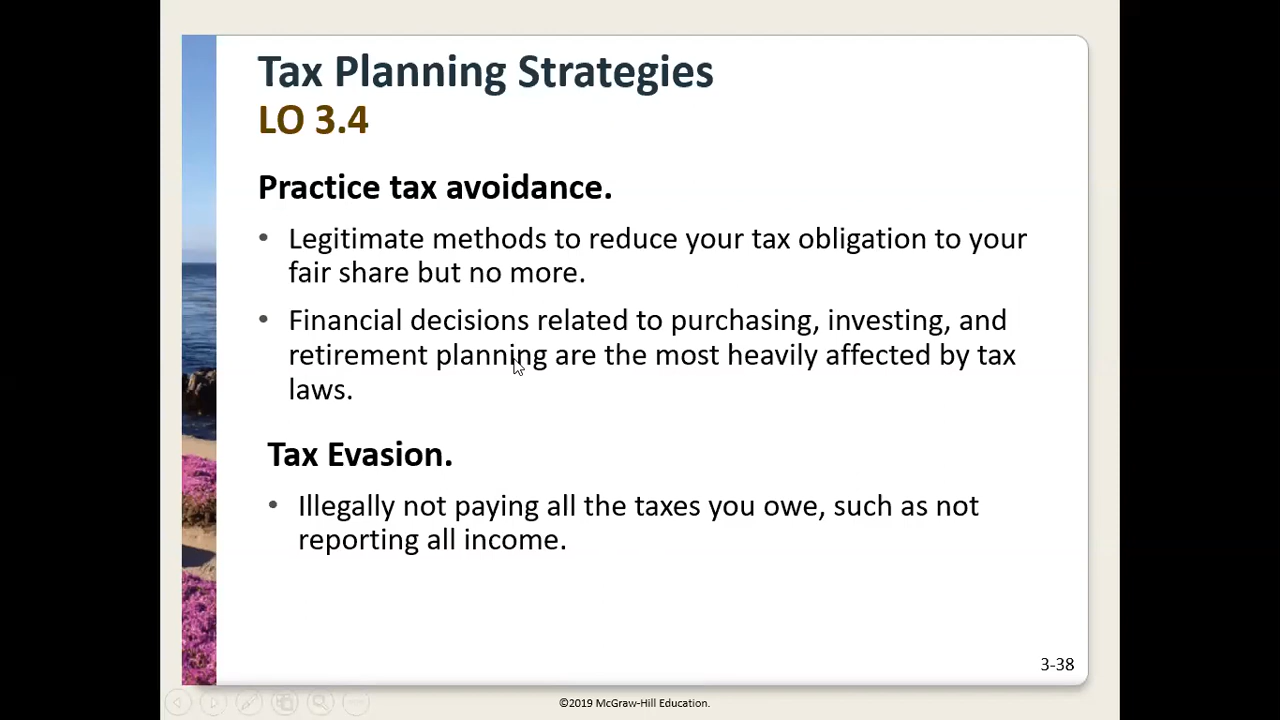 Tax Planning Strategies
LO 3.4
Practice tax avoidance.
• Legitimate methods to reduce your tax obligation to your
fair share but no more.
• Financial decisions related to purchasing, investing, and
retirement planning are the most heavily affected by tax
laws.
Tax Evasion.
• Illegally not paying all the taxes you owe, such as not
reporting all income.
3-38
©2019 McGraw-Hill Education.